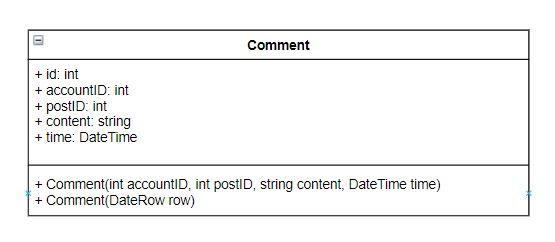 Comment
+ id: int
+ accountID: int
+ postID: int
+ content: string
+ time: DateTime
+ Comment(int accountID, int postID, string content, DateTime time)
+ Comment(DateRow row)